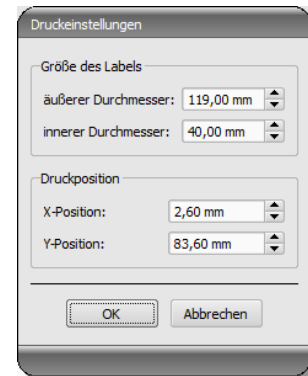 Druckeinstellungen
Größe des Labels
äußerer Durchmesser: 119,00 mm
innerer Durchmesser: 40,00 mm
Druckposition
X-Position: 2,60 mm
Y-Position: 83,60 mm
OK Abbrechen